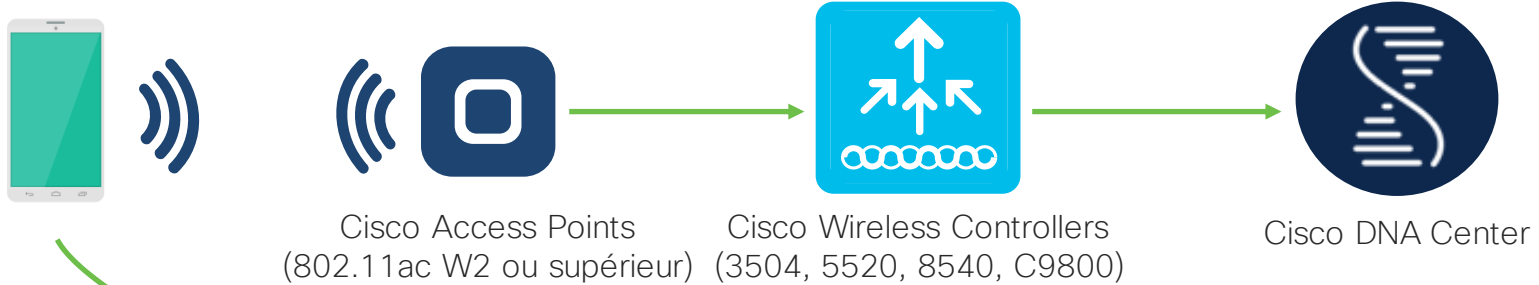 Cisco Access Points
(802.11ac W2 ou supérieur)
Cisco Wireless Controllers
(3504, 5520, 8540, C9800)
Cisco DNA Center